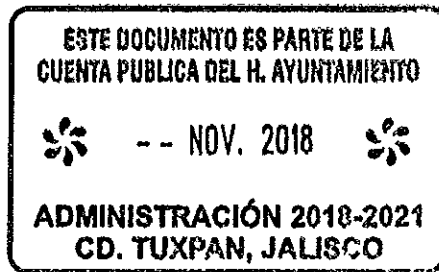 ESTE DOCUMENTO ES PARTE DE LA
CUENTA PUBLICA DEL H. AYUNTAMIENTO
-- NOV. 2018
ADMINISTRACIÓN 2018-2021
CD. TUXPAN, JALISCO